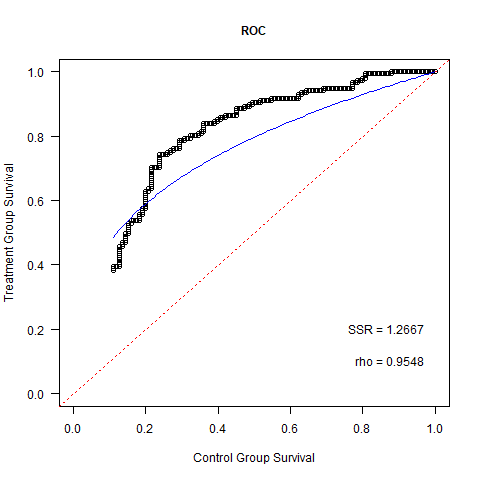 ROC
Treatment Group Survival
1.0
0.8
0.6
0.4
0.2
0.0
SSR = 1.2667
rho = 0.9548
0.0 0.2 0.4 0.6 0.8 1.0
Control Group Survival